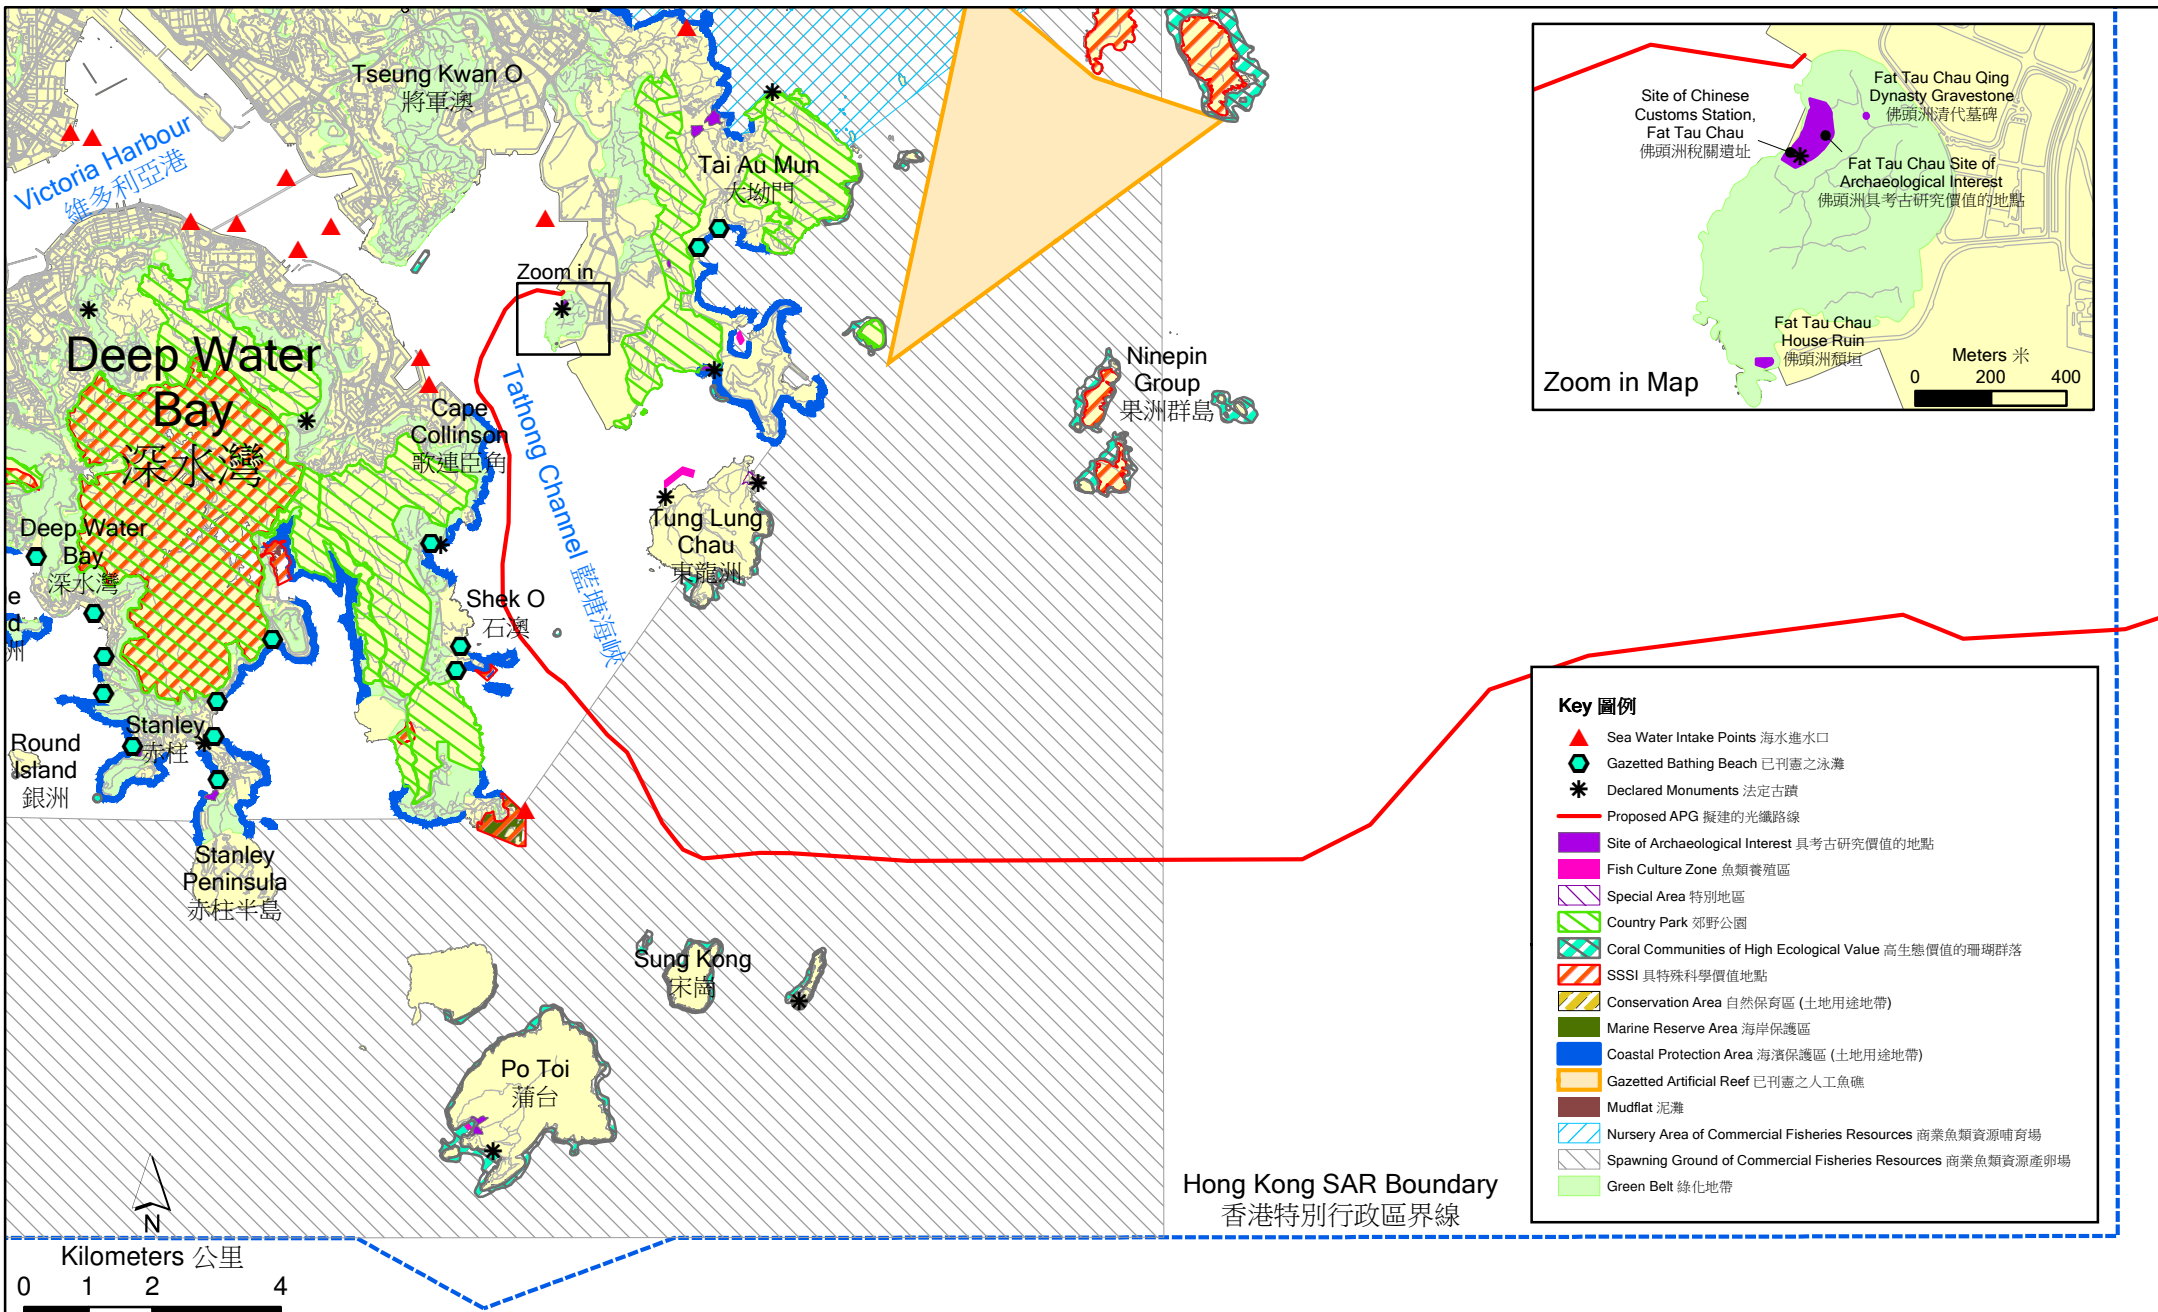 Tseung Kwan O
將軍澳
Victoria Harbour
維多利亞港
Tai Au Mun
大坳門
Zoom in
Deep Water
Bay
深水灣
Cape
Collinson
歌連臣角
Tathong Channel 藍塘海峽
Ninepin
Group
果洲群島
Tung Lung
Chau
東龍洲
Deep Water
Bay
深水灣
e
d
洲
Shek O
石澳
Stanley
赤柱
Round
Island
銀洲
Stanley
Peninsula
赤柱半島
Sung Kong
宋崗
Po Toi
蒲台
N
Kilometers 公里
0 1 2 4
Hong Kong SAR Boundary
香港特別行政區界線
Site of Chinese
Customs Station,
Fat Tau Chau
佛頭洲稅關遺址
Fat Tau Chau Qing
Dynasty Gravestone
佛頭洲清代墓碑
Fat Tau Chau Site of
Archaeological Interest
佛頭洲具考古研究價值的地點
Fat Tau Chau
House Ruin
佛頭洲頹垣
Zoom in Map
Meters 米
0 200 400
Key 圖例
Sea Water Intake Points 海水進水口
Gazetted Bathing Beach 已刊憲之泳灘
Declared Monuments 法定古蹟
Proposed APG 擬建的光纖路線
Site of Archaeological Interest 具考古研究價值的地點
Fish Culture Zone 魚類養殖區
Special Area 特別地區
Country Park 郊野公園
Coral Communities of High Ecological Value 高生態價值的珊瑚群落
SSSI 具特殊科學價值地點
Conservation Area 自然保育區 (土地用途地帶)
Marine Reserve Area 海岸保護區
Coastal Protection Area 海濱保護區 (土地用途地帶)
Gazetted Artificial Reef 已刊憲之人工魚礁
Mudflat 泥灘
Nursery Area of Commercial Fisheries Resources 商業魚類資源哺育場
Spawning Ground of Commercial Fisheries Resources 商業魚類資源產卵場
Green Belt 綠化地帶